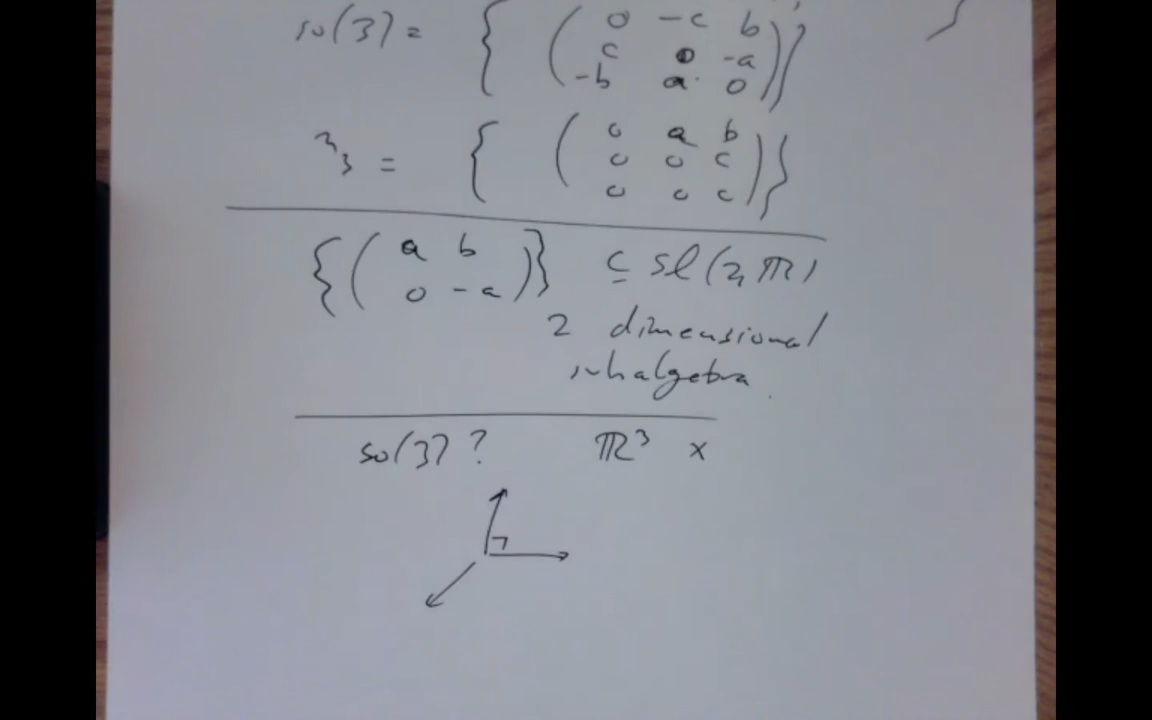 so(3) = { ( 0 -c b
c 0 -a
-b a 0 ) }
n₃ = { ( 0 a b
0 0 c
0 0 c ) }
{ ( a b
0 -a ) } ⊆ sl(2, ℝ)
2 dimensional
subalgebra.
so(3) ? ℝ³ ×